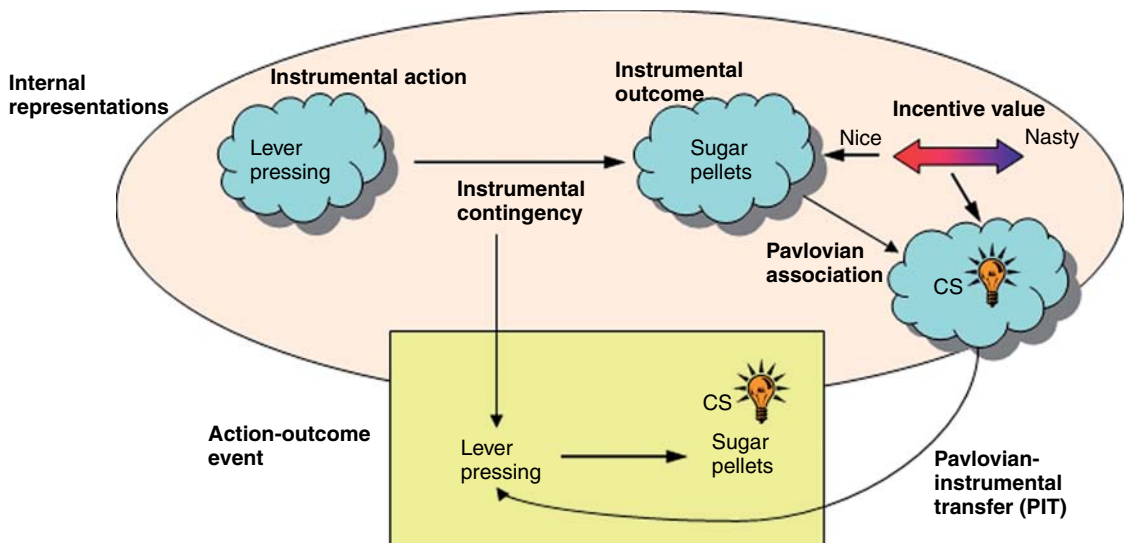 Internal
representations
Instrumental action
Lever
pressing
Instrumental
contingency
Instrumental
outcome
Sugar
pellets
Incentive value
Nice
Nasty
Pavlovian
association
CS
Action-outcome
event
Lever
pressing
CS
Sugar
pellets
Pavlovian-
instrumental
transfer (PIT)